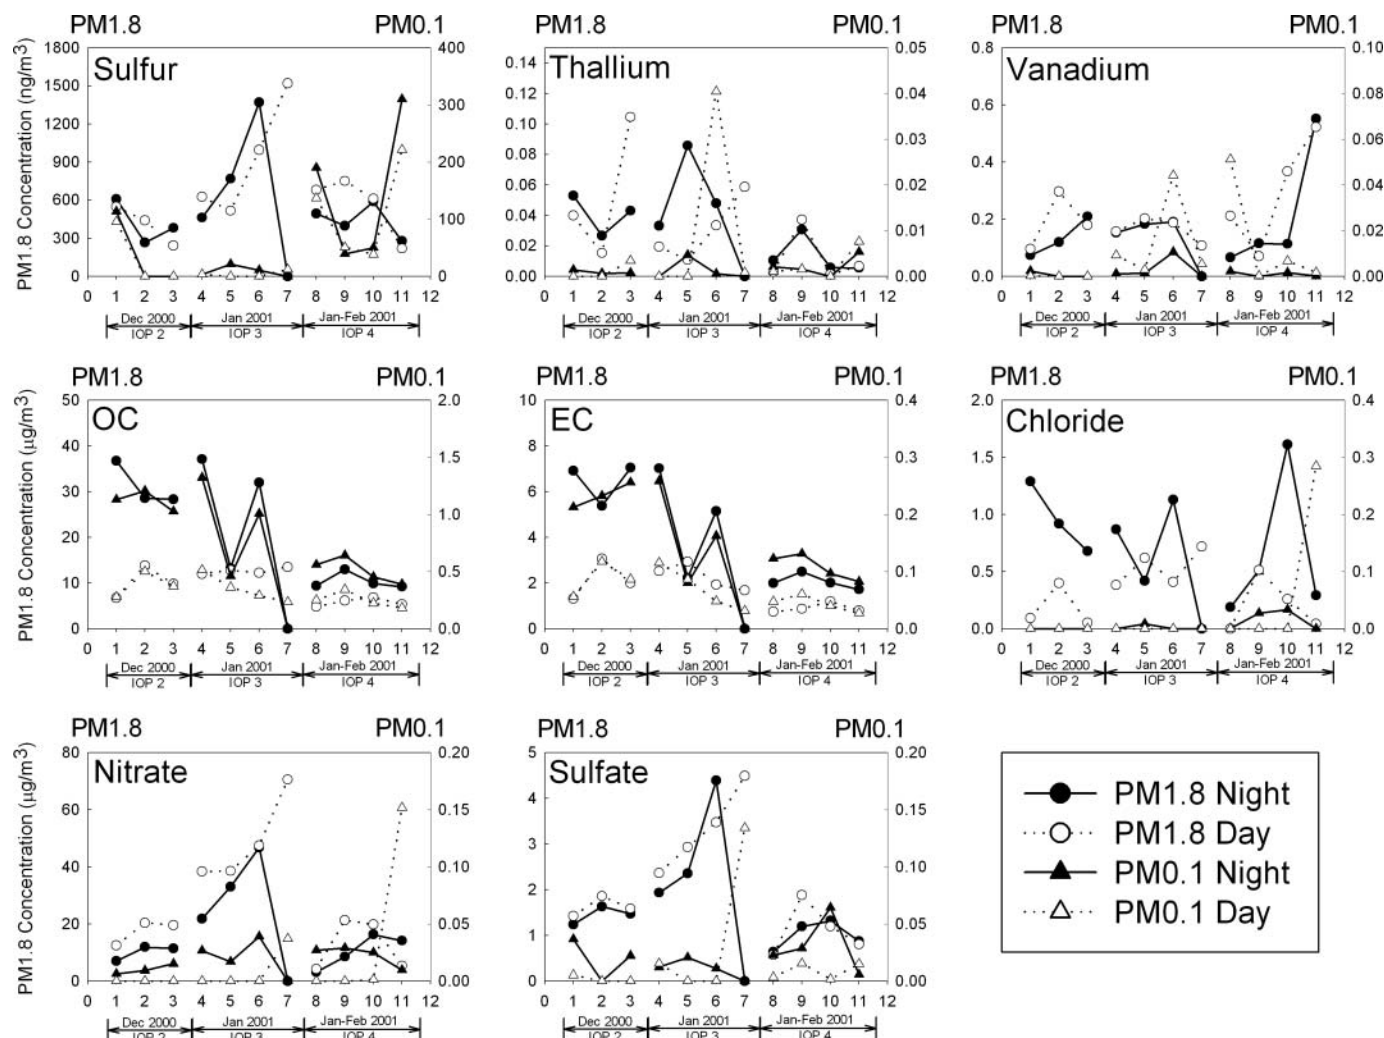 PM1.8 PM0.1 PM1.8 PM0.1 PM1.8 PM0.1
Sulfur Thallium Vanadium
PM1.8 Concentration (ng/m³)
1800 1500 1200 900 600 300 0
400 300 200 100 0
0.14 0.12 0.10 0.08 0.06 0.04 0.02 0.00
0.05 0.04 0.03 0.02 0.01 0.00
0.8 0.6 0.4 0.2 0.0
0.10 0.08 0.06 0.04 0.02 0.00
0 1 2 3 4 5 6 7 8 9 10 11 12
0 1 2 3 4 5 6 7 8 9 10 11 12
0 1 2 3 4 5 6 7 8 9 10 11 12
Dec 2000 Jan 2001 Jan-Feb 2001 Dec 2000 Jan 2001 Jan-Feb 2001 Dec 2000 Jan 2001 Jan-Feb 2001
IOP 2 IOP 3 IOP 4 IOP 2 IOP 3 IOP 4 IOP 2 IOP 3 IOP 4
PM1.8 PM0.1 PM1.8 PM0.1 PM1.8 PM0.1
OC EC Chloride
PM1.8 Concentration (µg/m³)
50 40 30 20 10 0
2.0 1.5 1.0 0.5 0.0
10 8 6 4 2 0
0.4 0.3 0.2 0.1 0.0
2.0 1.5 1.0 0.5 0.0
0.4 0.3 0.2 0.1 0.0
0 1 2 3 4 5 6 7 8 9 10 11 12
0 1 2 3 4 5 6 7 8 9 10 11 12
0 1 2 3 4 5 6 7 8 9 10 11 12
Dec 2000 Jan 2001 Jan-Feb 2001 Dec 2000 Jan 2001 Jan-Feb 2001 Dec 2000 Jan 2001 Jan-Feb 2001
IOP 2 IOP 3 IOP 4 IOP 2 IOP 3 IOP 4 IOP 2 IOP 3 IOP 4
PM1.8 PM0.1 PM1.8 PM0.1
Nitrate Sulfate
PM1.8 Concentration (µg/m³)
80 60 40 20 0
0.20 0.15 0.10 0.05 0.00
5 4 3 2 1 0
0.20 0.15 0.10 0.05 0.00
0 1 2 3 4 5 6 7 8 9 10 11 12
0 1 2 3 4 5 6 7 8 9 10 11 12
Dec 2000 Jan 2001 Jan-Feb 2001 Dec 2000 Jan 2001 Jan-Feb 2001
IOP 2 IOP 3 IOP 4 IOP 2 IOP 3 IOP 4
PM1.8 Night
PM1.8 Day
PM0.1 Night
PM0.1 Day